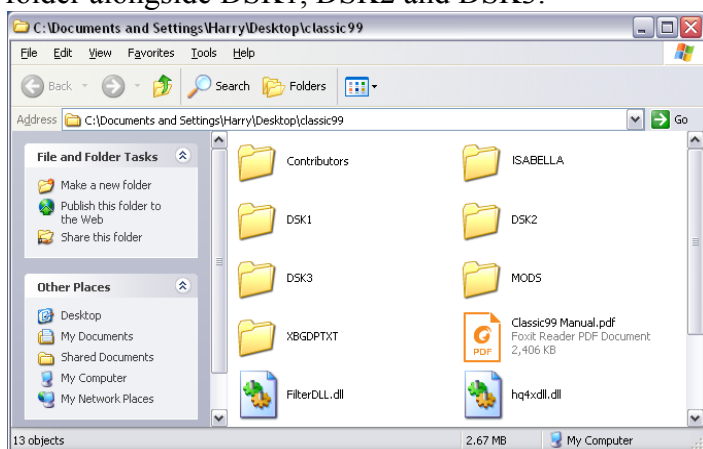 folder alongside DSK1, DSK2 and DSK3.
C:\Documents and Settings\Harry\Desktop\classic99
File Edit View Favorites Tools Help
Back Search Folders
Address C:\Documents and Settings\Harry\Desktop\classic99 Go
File and Folder Tasks
Make a new folder
Publish this folder to
the Web
Share this folder
Other Places
Desktop
My Documents
Shared Documents
My Computer
My Network Places
Contributors ISABELLA
DSK1 DSK2
DSK3 MODS
XBGDPTXT
PDF
Classic99 Manual.pdf
Foxit Reader PDF Document
2,406 KB
FilterDLL.dll hq4xdll.dll
13 objects 2.67 MB My Computer